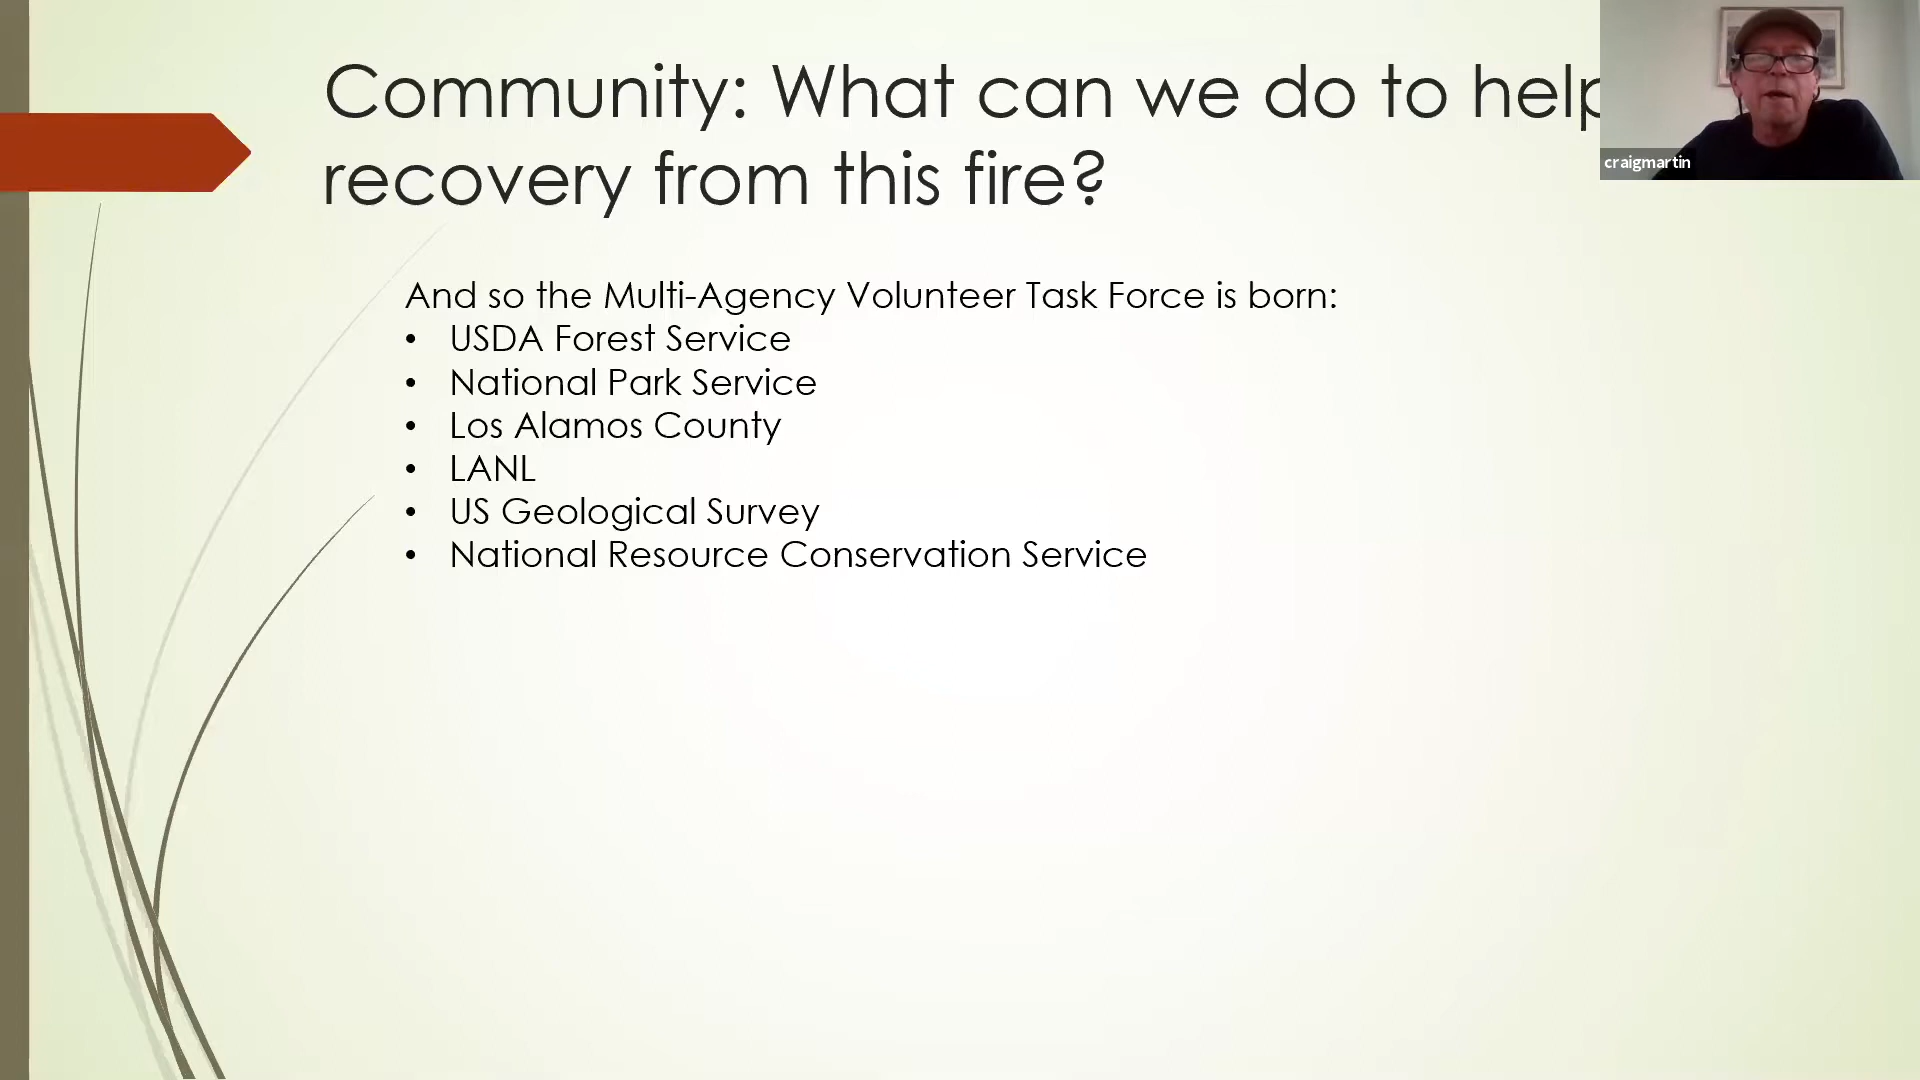 Community: What can we do to help
recovery from this fire?
craigmartin
And so the Multi-Agency Volunteer Task Force is born:
• USDA Forest Service
• National Park Service
• Los Alamos County
• LANL
• US Geological Survey
• National Resource Conservation Service